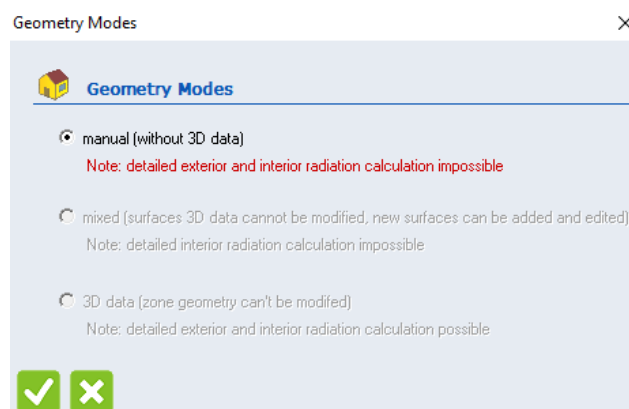 Geometry Modes
Geometry Modes
manual (without 3D data)
Note: detailed exterior and interior radiation calculation impossible
mixed (surfaces 3D data cannot be modified, new surfaces can be added and edited)
Note: detailed interior radiation calculation impossible
3D data (zone geometry can't be modifed)
Note: detailed exterior and interior radiation calculation possible